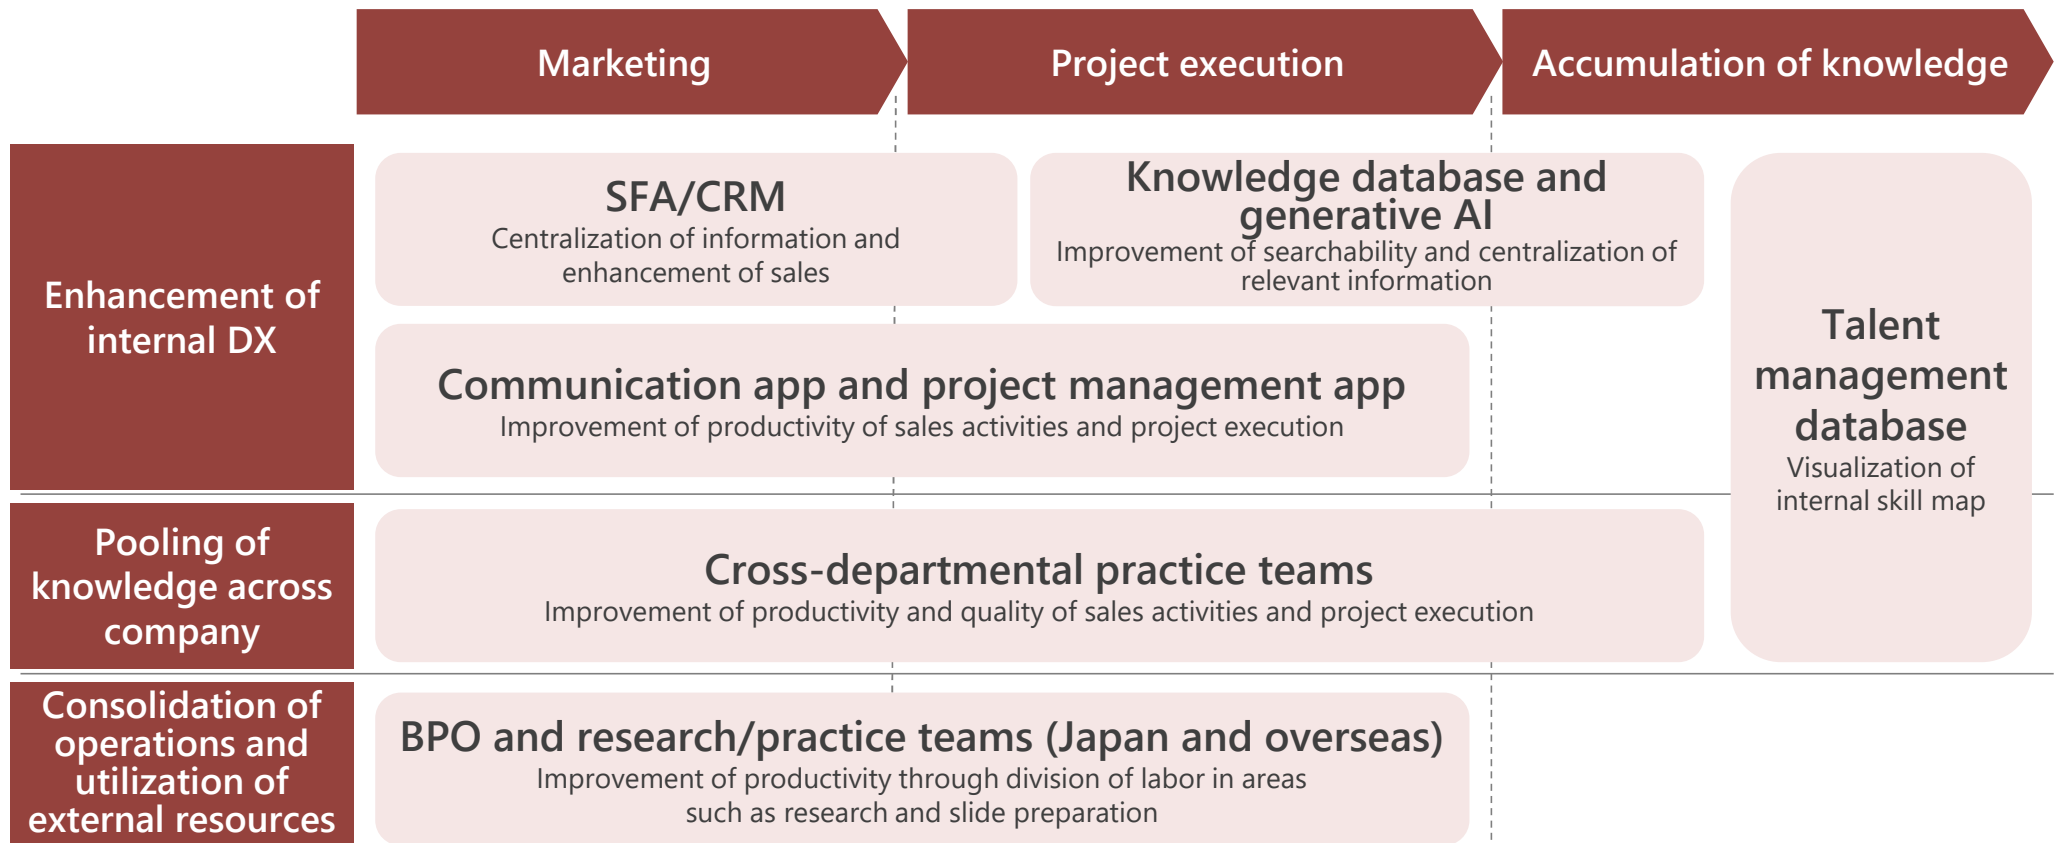 Marketing
Project execution
Accumulation of knowledge
Enhancement of
internal DX
SFA/CRM
Centralization of information and
enhancement of sales
Knowledge database and
generative AI
Improvement of searchability and centralization of
relevant information
Communication app and project management app
Improvement of productivity of sales activities and project execution
Talent
management
database
Visualization of
internal skill map
Pooling of
knowledge across
company
Cross-departmental practice teams
Improvement of productivity and quality of sales activities and project execution
Consolidation of
operations and
utilization of
external resources
BPO and research/practice teams (Japan and overseas)
Improvement of productivity through division of labor in areas
such as research and slide preparation